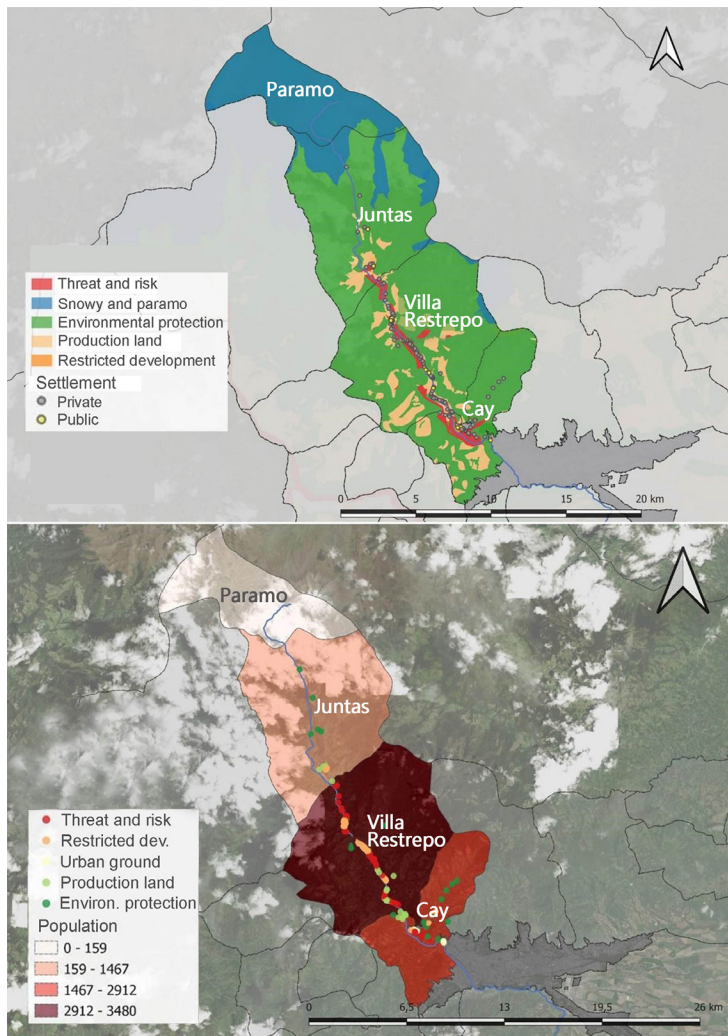 Paramo
Juntas
Villa
Restrepo
Cay
Threat and risk
Snowy and paramo
Environmental protection
Production land
Restricted development
Settlement
Private
Public
0 5 10 15 20 km
Paramo
Juntas
Villa
Restrepo
Cay
Threat and risk
Restricted dev.
Urban ground
Production land
Environ. protection
Population
0 - 159
159 - 1467
1467 - 2912
2912 - 3480
0 6,5 13 19,5 26 km